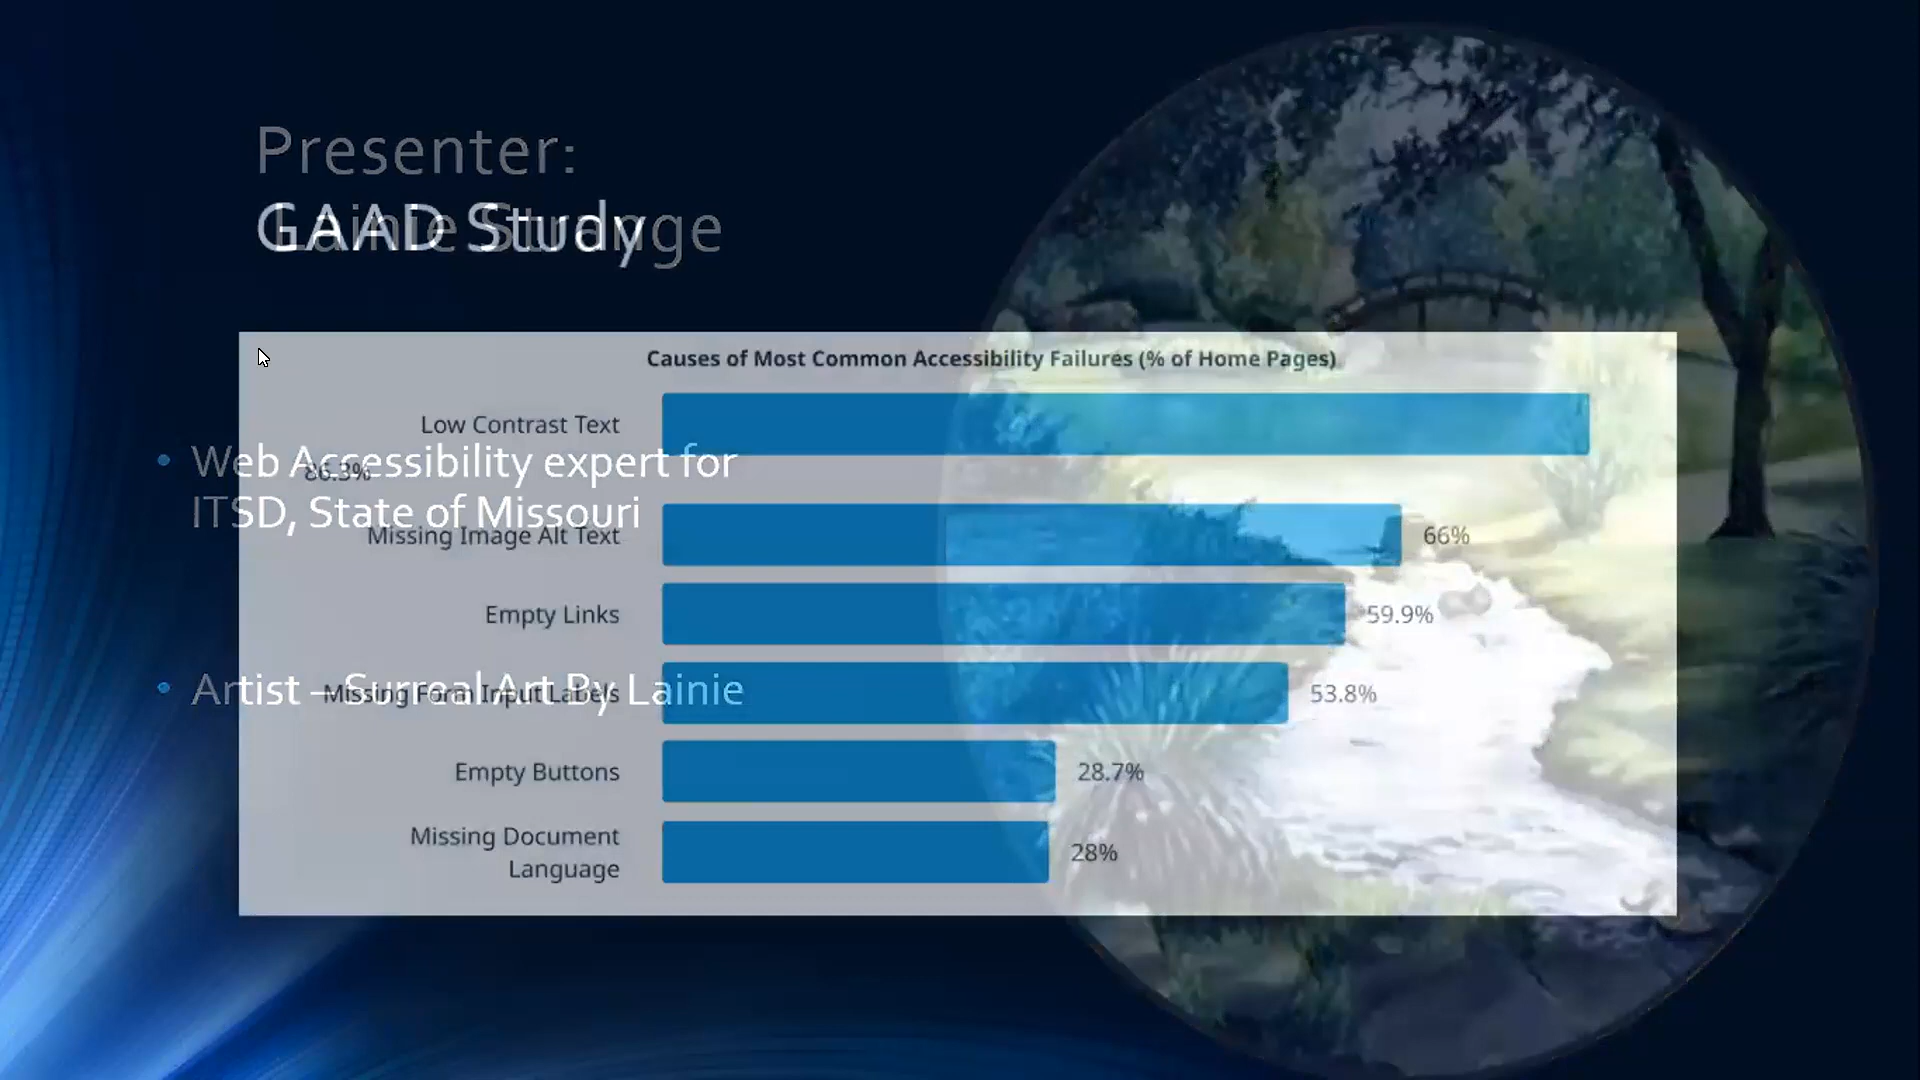 Presenter:
Lainie Strange
GAAD Study
Causes of Most Common Accessibility Failures (% of Home Pages)
Low Contrast Text
86.3%
• Web Accessibility expert for
ITSD, State of Missouri
Missing Image Alt Text 66%
Empty Links 59.9%
Missing Form Input Labels 53.8%
• Artist – Surreal Art By Lainie
Empty Buttons 28.7%
Missing Document
Language 28%